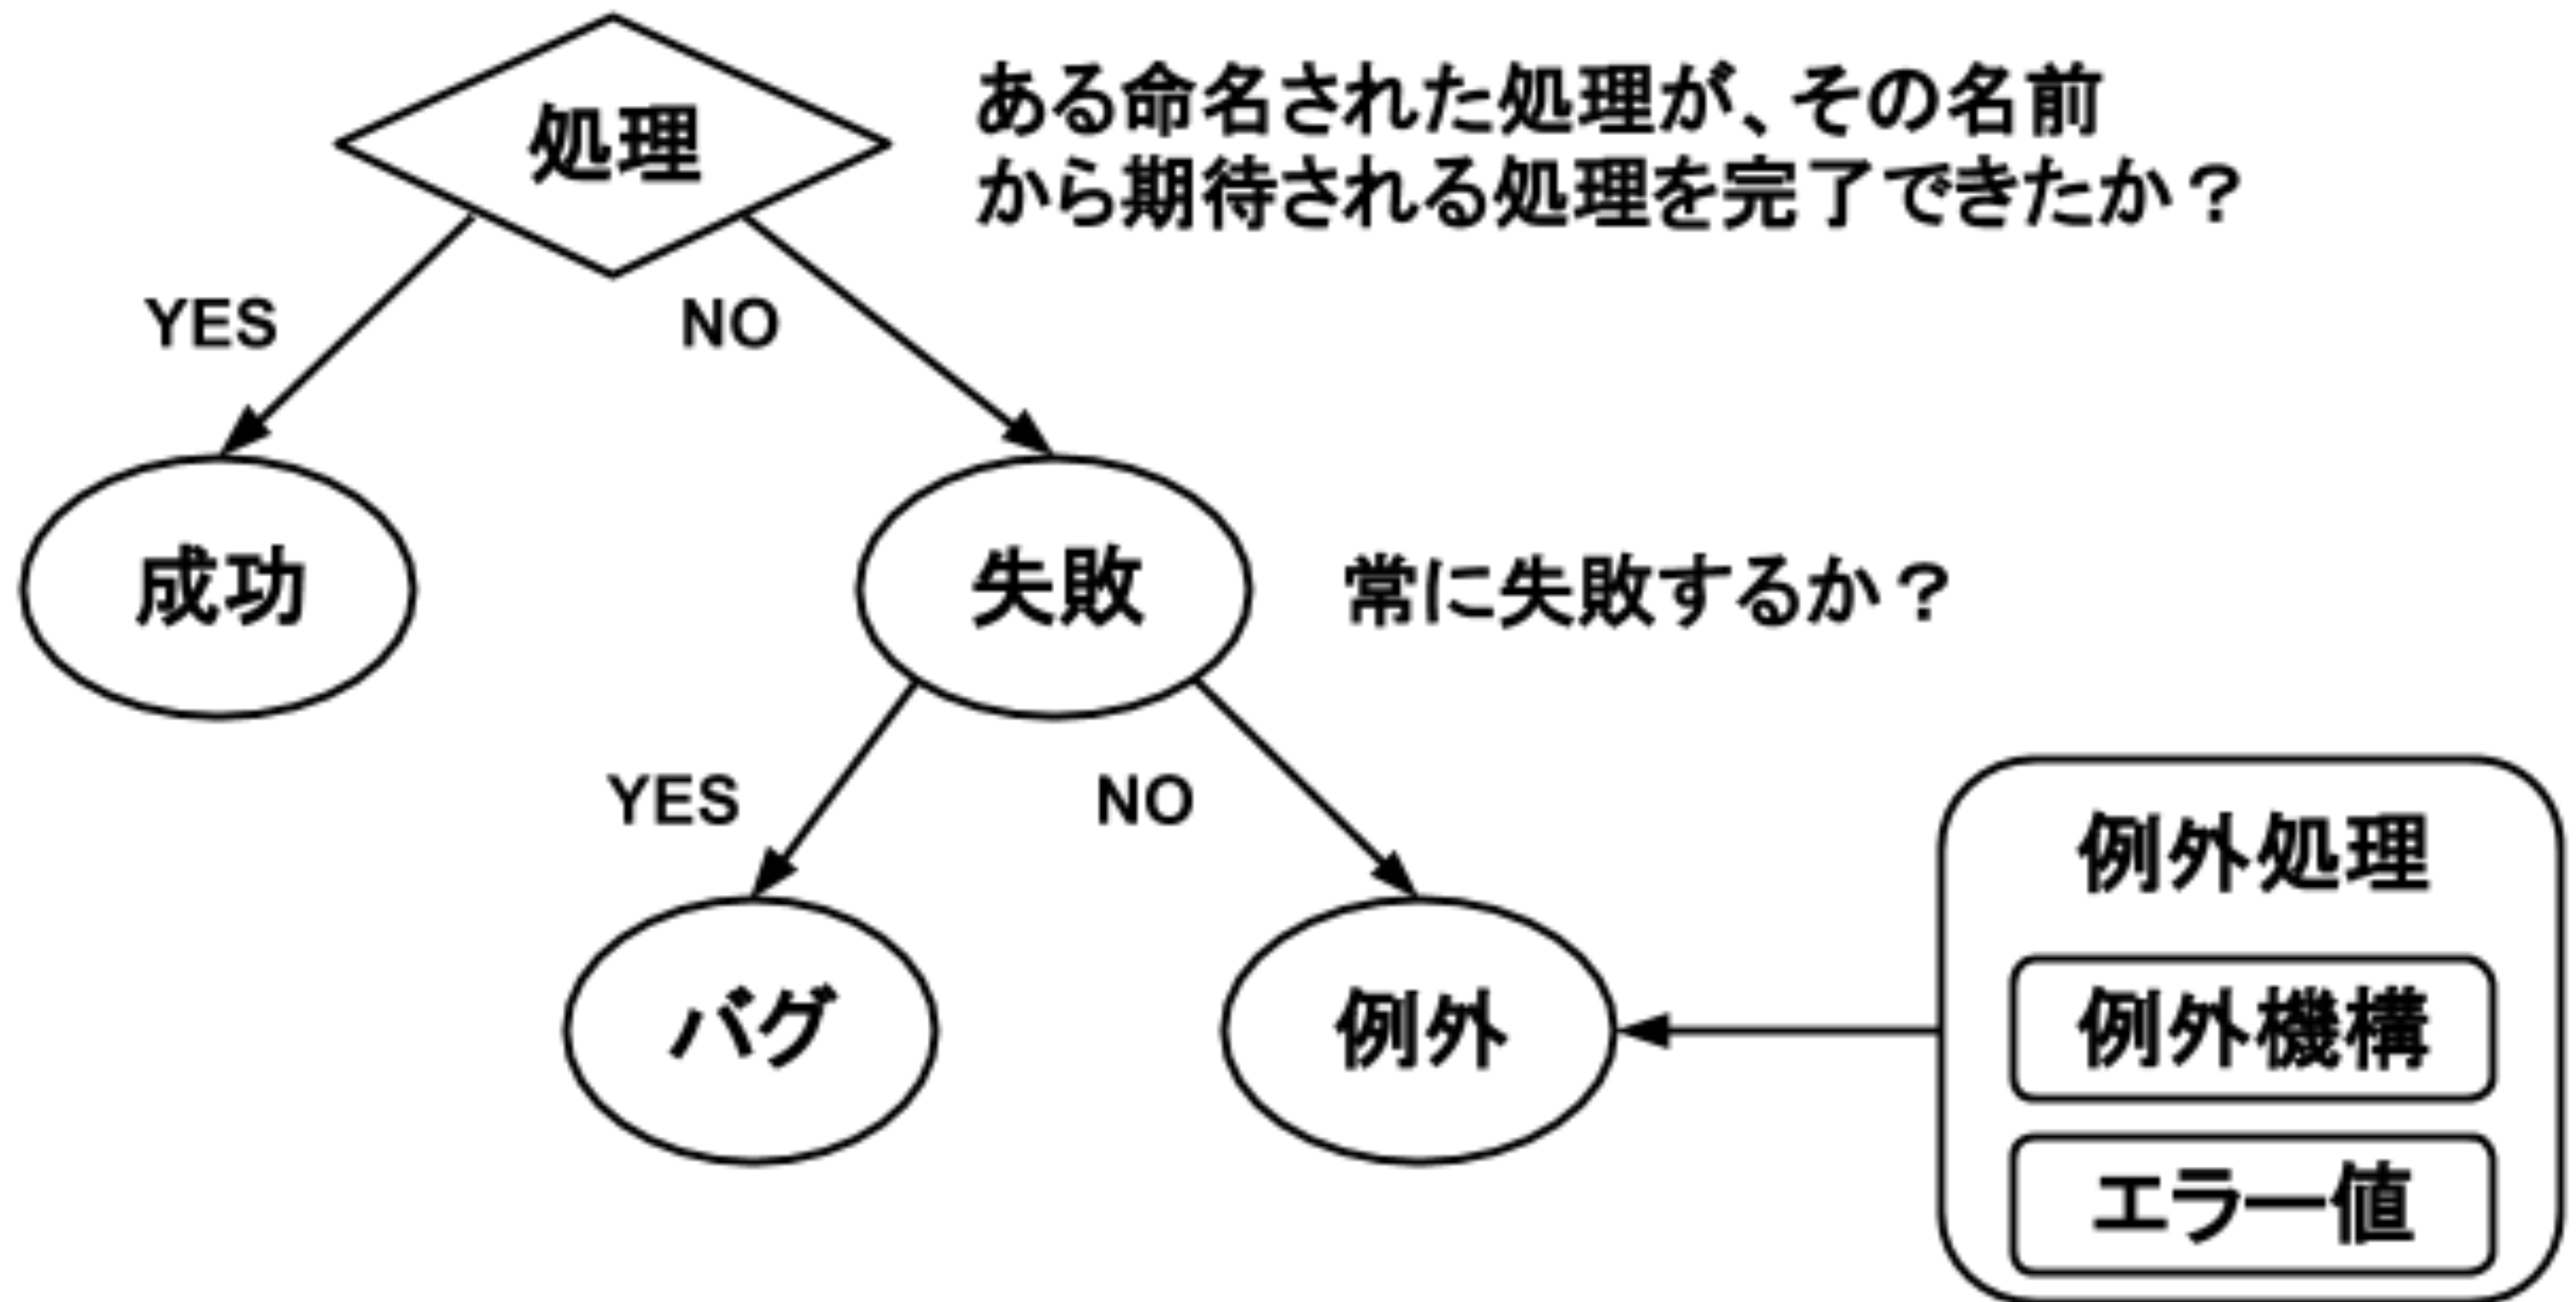 処理
ある命名された処理が、その名前
から期待される処理を完了できたか？
YES
NO
成功
失敗
常に失敗するか？
YES
NO
バグ
例外
例外処理
例外機構
エラー値